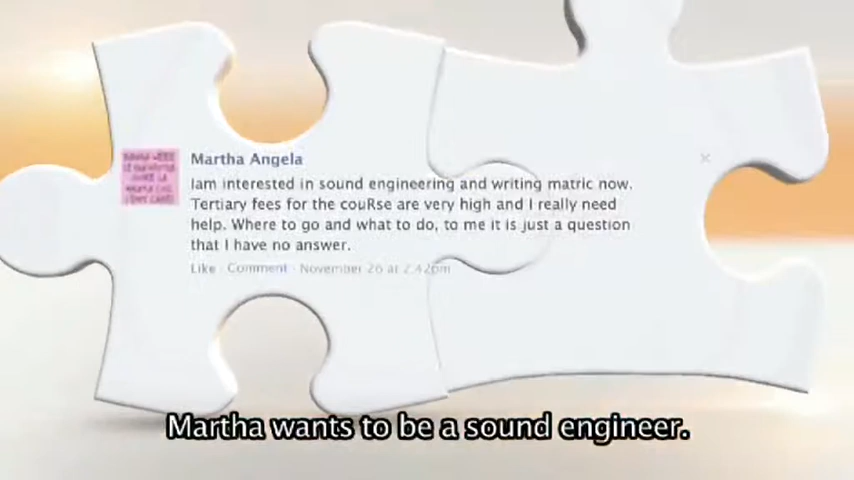 Martha Angela
Iam interested in sound engineering and writing matric now.
Tertiary fees for the couRse are very high and I really need
help. Where to go and what to do, to me it is just a question
that I have no answer.
Like · Comment · November 26 at 2.42pm
Martha wants to be a sound engineer.